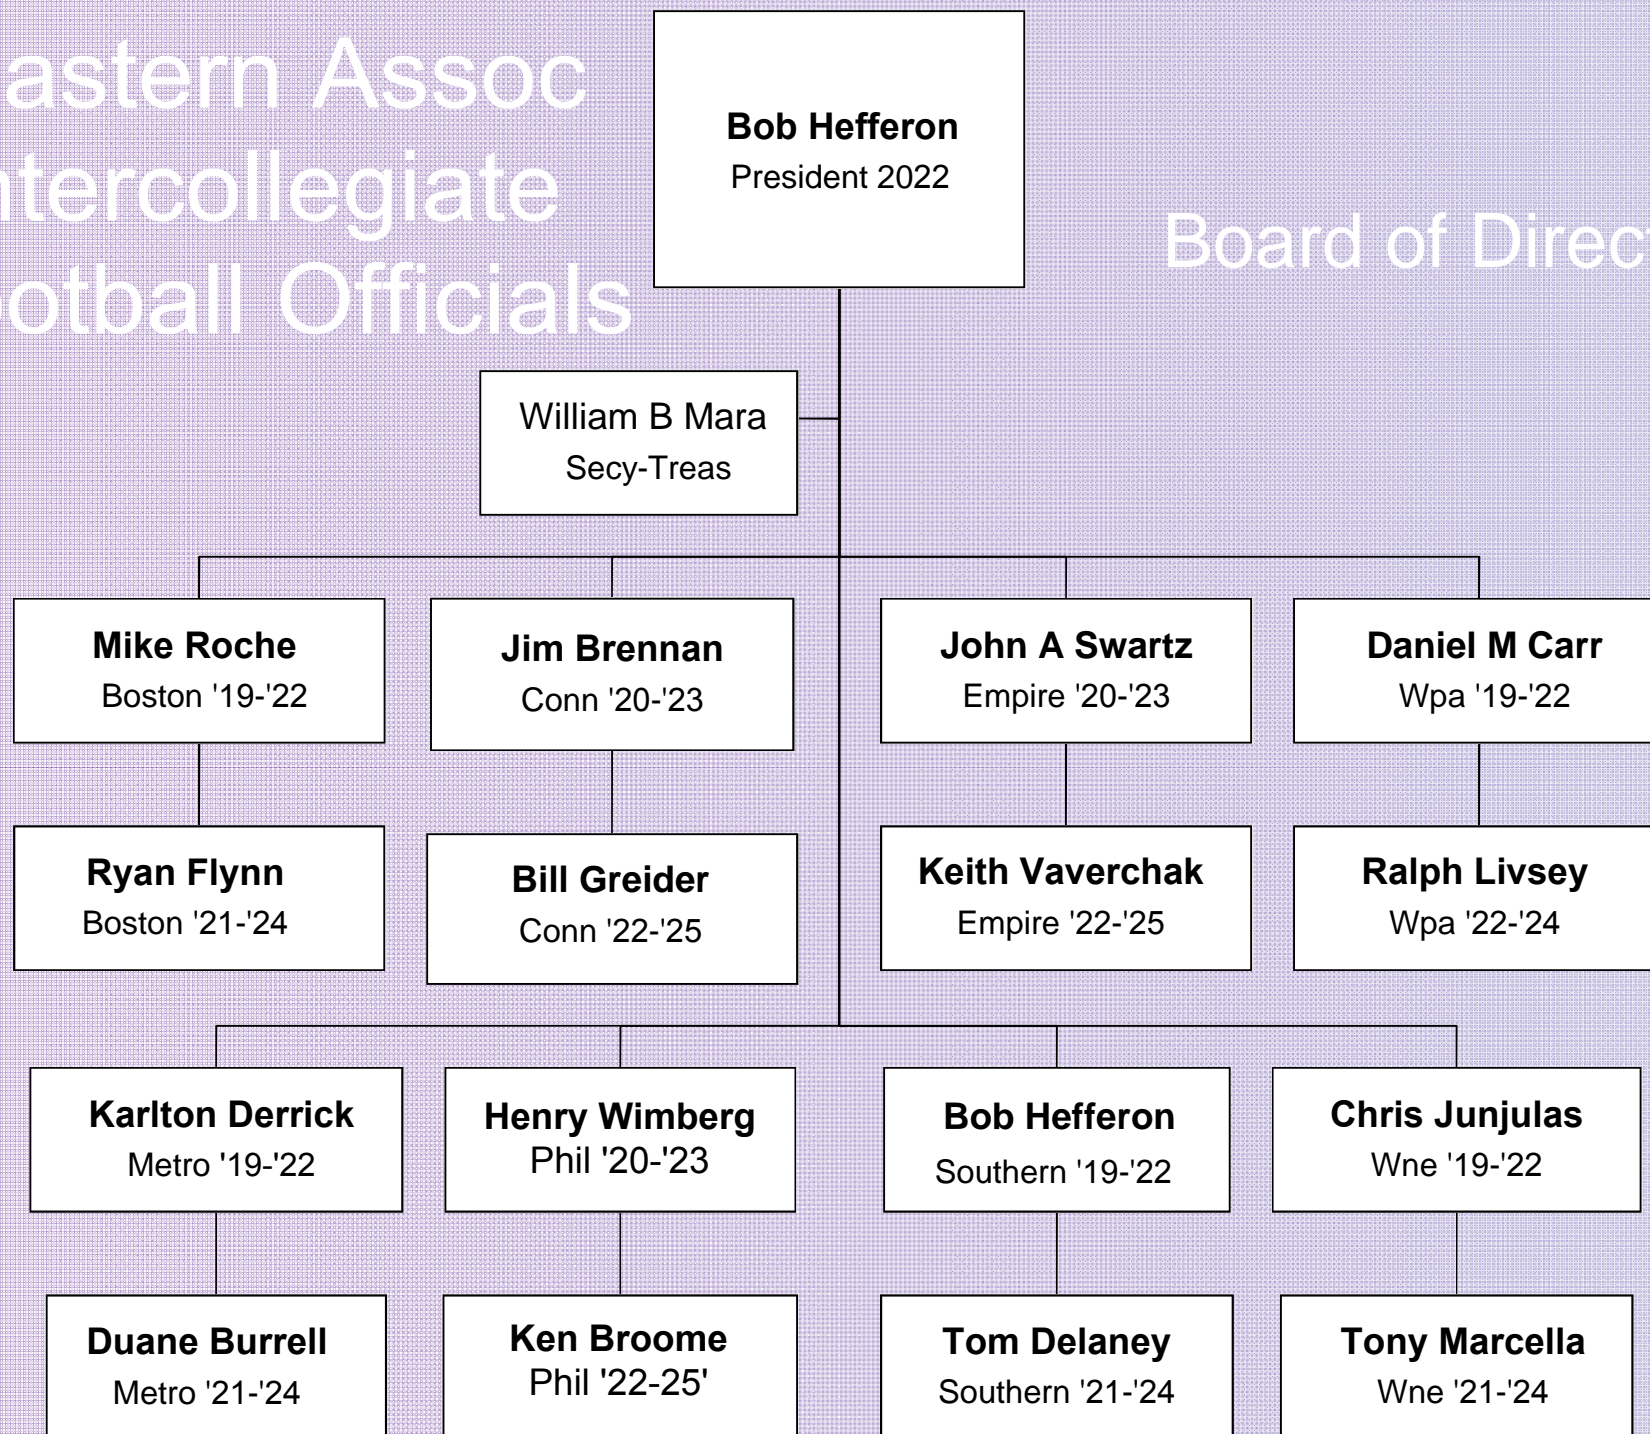 astern Assoc
ntercollegiate
otball Officials
Bob Hefferon
President 2022
Board of Direct
William B Mara
Secy-Treas
Mike Roche
Boston '19-'22
Jim Brennan
Conn '20-'23
John A Swartz
Empire '20-'23
Daniel M Carr
Wpa '19-'22
Ryan Flynn
Boston '21-'24
Bill Greider
Conn '22-'25
Keith Vaverchak
Empire '22-'25
Ralph Livsey
Wpa '22-'24
Karlton Derrick
Metro '19-'22
Henry Wimberg
Phil '20-'23
Bob Hefferon
Southern '19-'22
Chris Junjulas
Wne '19-'22
Duane Burrell
Metro '21-'24
Ken Broome
Phil '22-25'
Tom Delaney
Southern '21-'24
Tony Marcella
Wne '21-'24